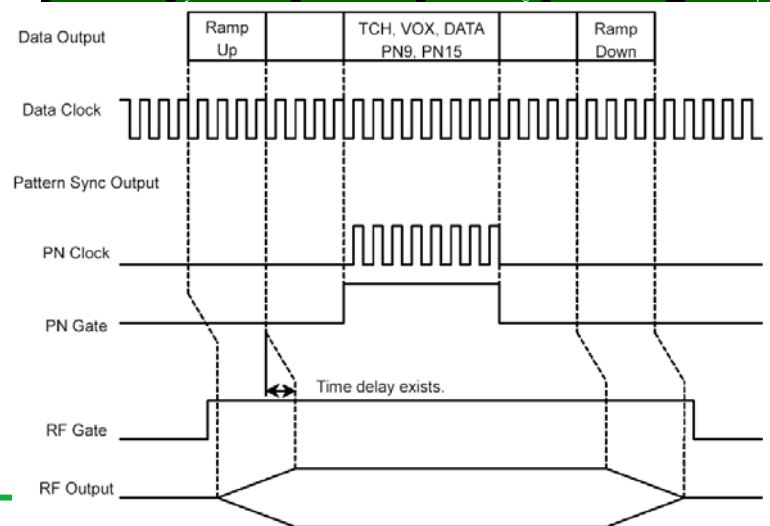 Data Output
Ramp
Up
TCH, VOX, DATA
PN9, PN15
Ramp
Down
Data Clock
Pattern Sync Output
PN Clock
PN Gate
Time delay exists.
RF Gate
RF Output